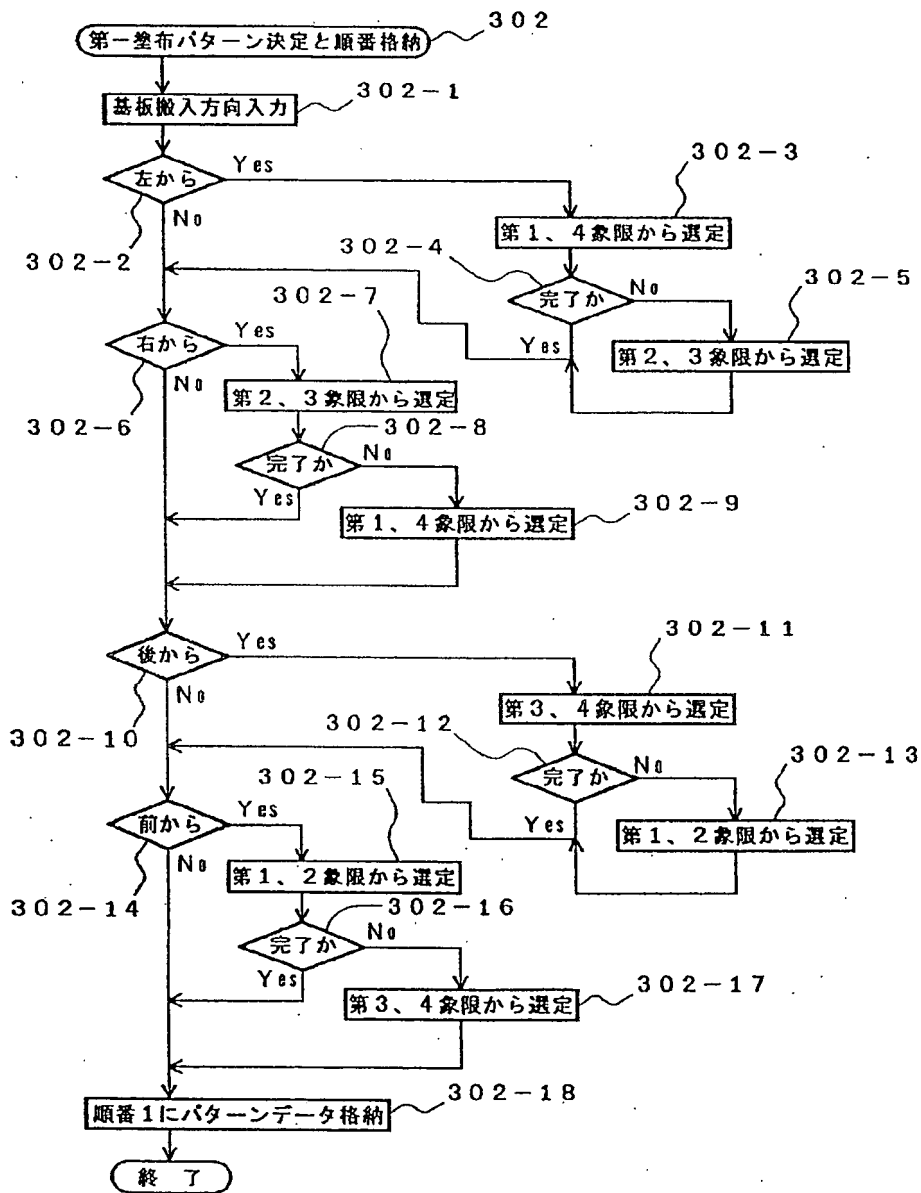 302
第一塗布パターン決定と順番格納
302-1
基板搬入方向入力
左から
Yes
No
302-2
302-3
第1、4象限から選定
302-4
完了か
No
Yes
302-5
第2、3象限から選定
302-7
右から
Yes
No
302-6
第2、3象限から選定
302-8
完了か
No
Yes
302-9
第1、4象限から選定
後から
Yes
No
302-10
302-11
第3、4象限から選定
302-12
完了か
No
Yes
302-13
第1、2象限から選定
302-15
前から
Yes
No
302-14
第1、2象限から選定
302-16
完了か
No
Yes
302-17
第3、4象限から選定
302-18
順番1にパターンデータ格納
終了